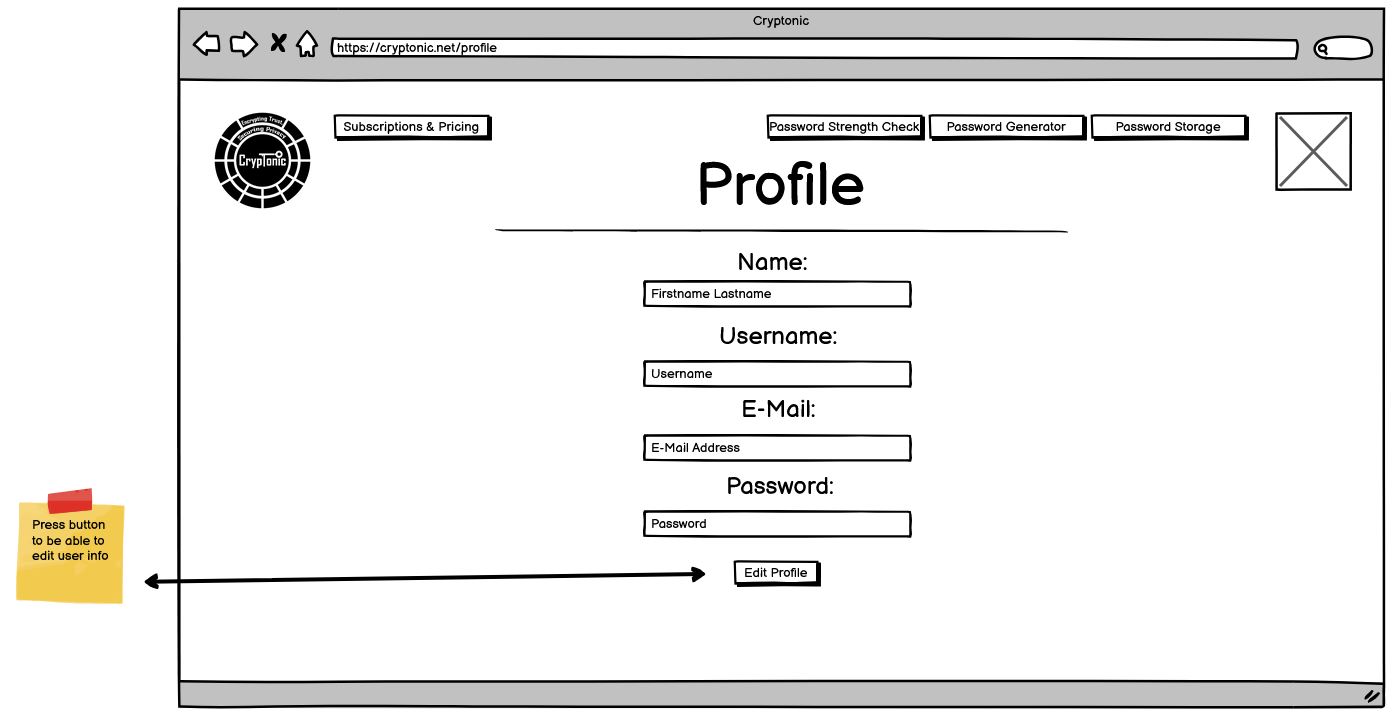 Cryptonic
https://cryptonic.net/profile
Encrypting Trust,
Securing Privacy
CrypTonic
Subscriptions & Pricing
Password Strength Check
Password Generator
Password Storage
Profile
Name:
Firstname Lastname
Username:
Username
E-Mail:
E-Mail Address
Password:
Password
Edit Profile
Press button
to be able to
edit user info